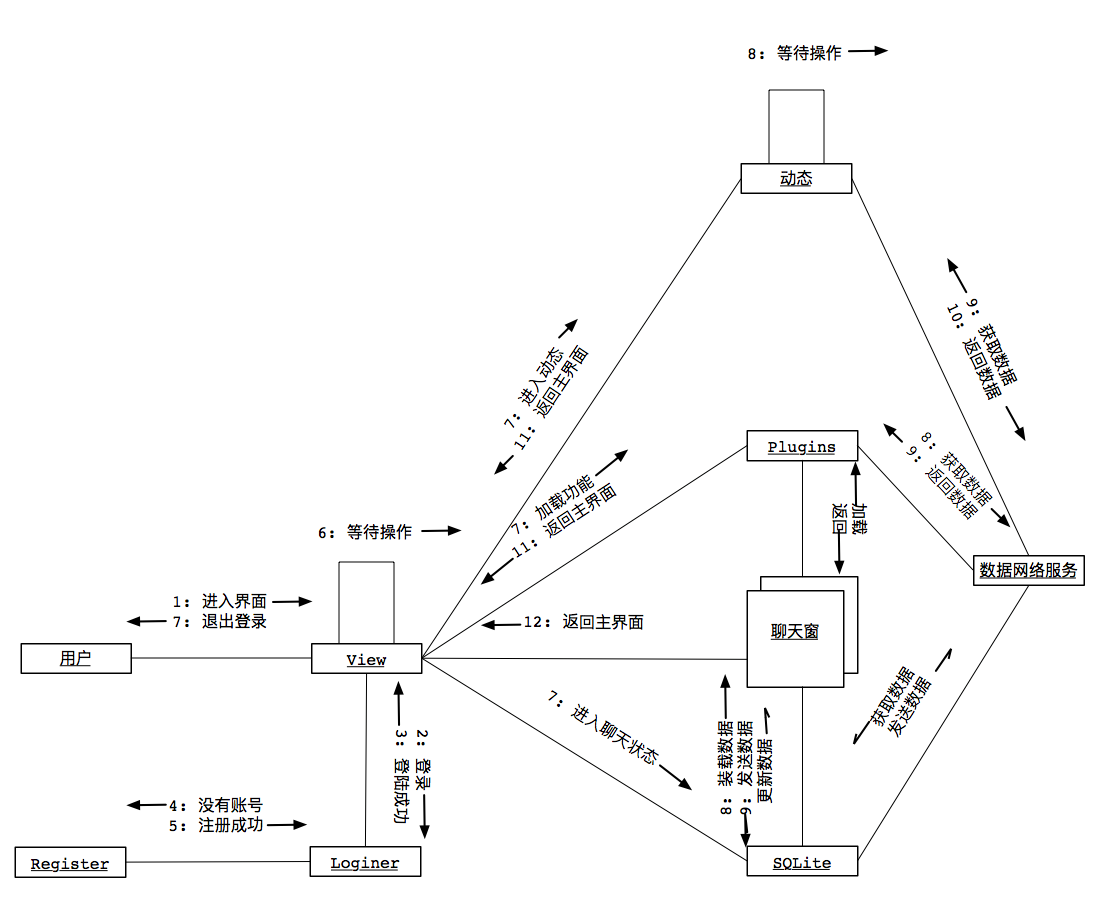 8: 等待操作
动态
9: 获取数据
10: 返回数据
7: 进入动态
11: 返回主界面
Plugins
8: 获取数据
9: 返回数据
7: 加载功能
11: 返回主界面
加载
返回
6: 等待操作
数据网络服务
1: 进入界面
7: 退出登录
12: 返回主界面
聊天窗
用户
View
7: 进入聊天状态
获取数据
发送数据
2: 登录
3: 登陆成功
8: 装载数据
9: 发送数据
更新数据
4: 没有账号
5: 注册成功
Register
Loginer
SQLite